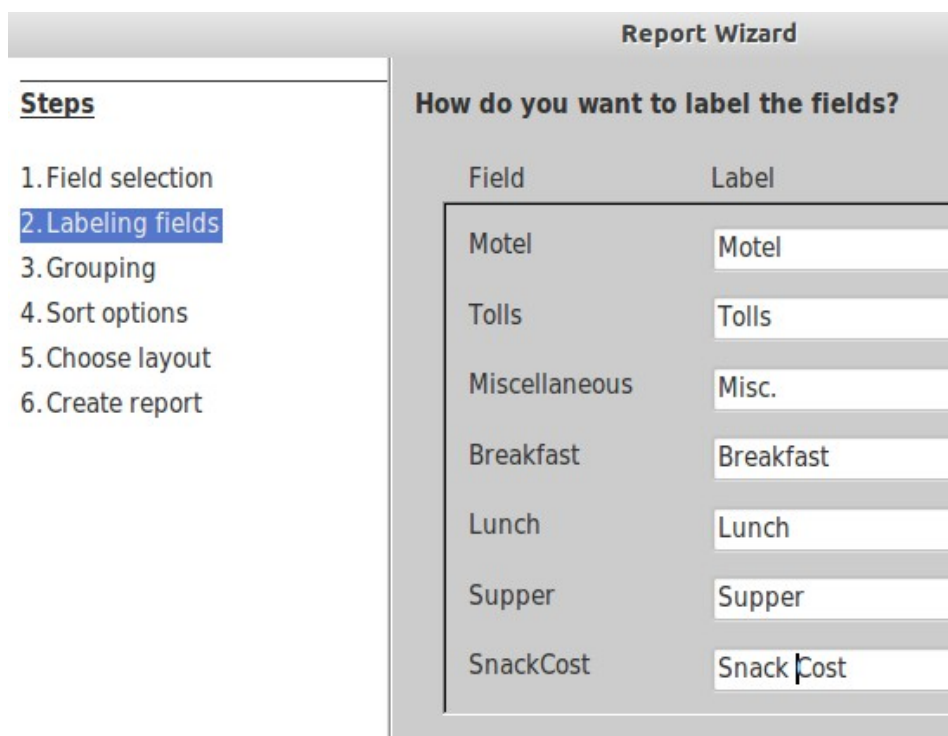 Report Wizard
Steps
1. Field selection
2. Labeling fields
3. Grouping
4. Sort options
5. Choose layout
6. Create report
How do you want to label the fields?
Field Label
Motel Motel
Tolls Tolls
Miscellaneous Misc.
Breakfast Breakfast
Lunch Lunch
Supper Supper
SnackCost Snack Cost